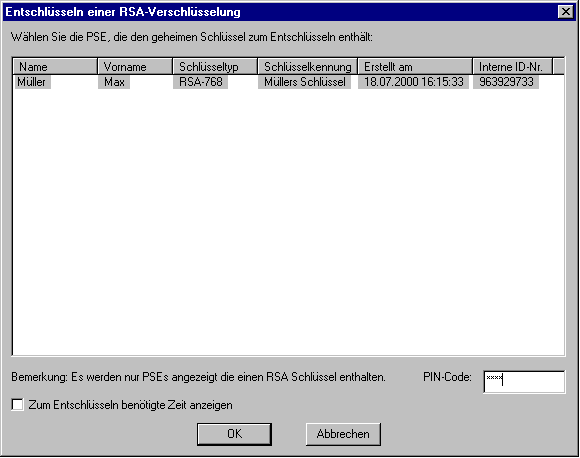 Entschlüsseln einer RSA-Verschlüsselung
Wählen Sie die PSE, die den geheimen Schlüssel zum Entschlüsseln enthält:
Name Vorname Schlüsseltyp Schlüsselkennung Erstellt am Interne ID-Nr.
Müller Max RSA-768 Müllers Schlüssel 18.07.2000 16:15:33 963929733
Bemerkung: Es werden nur PSEs angezeigt die einen RSA Schlüssel enthalten. PIN-Code: ****
Zum Entschlüsseln benötigte Zeit anzeigen
OK Abbrechen